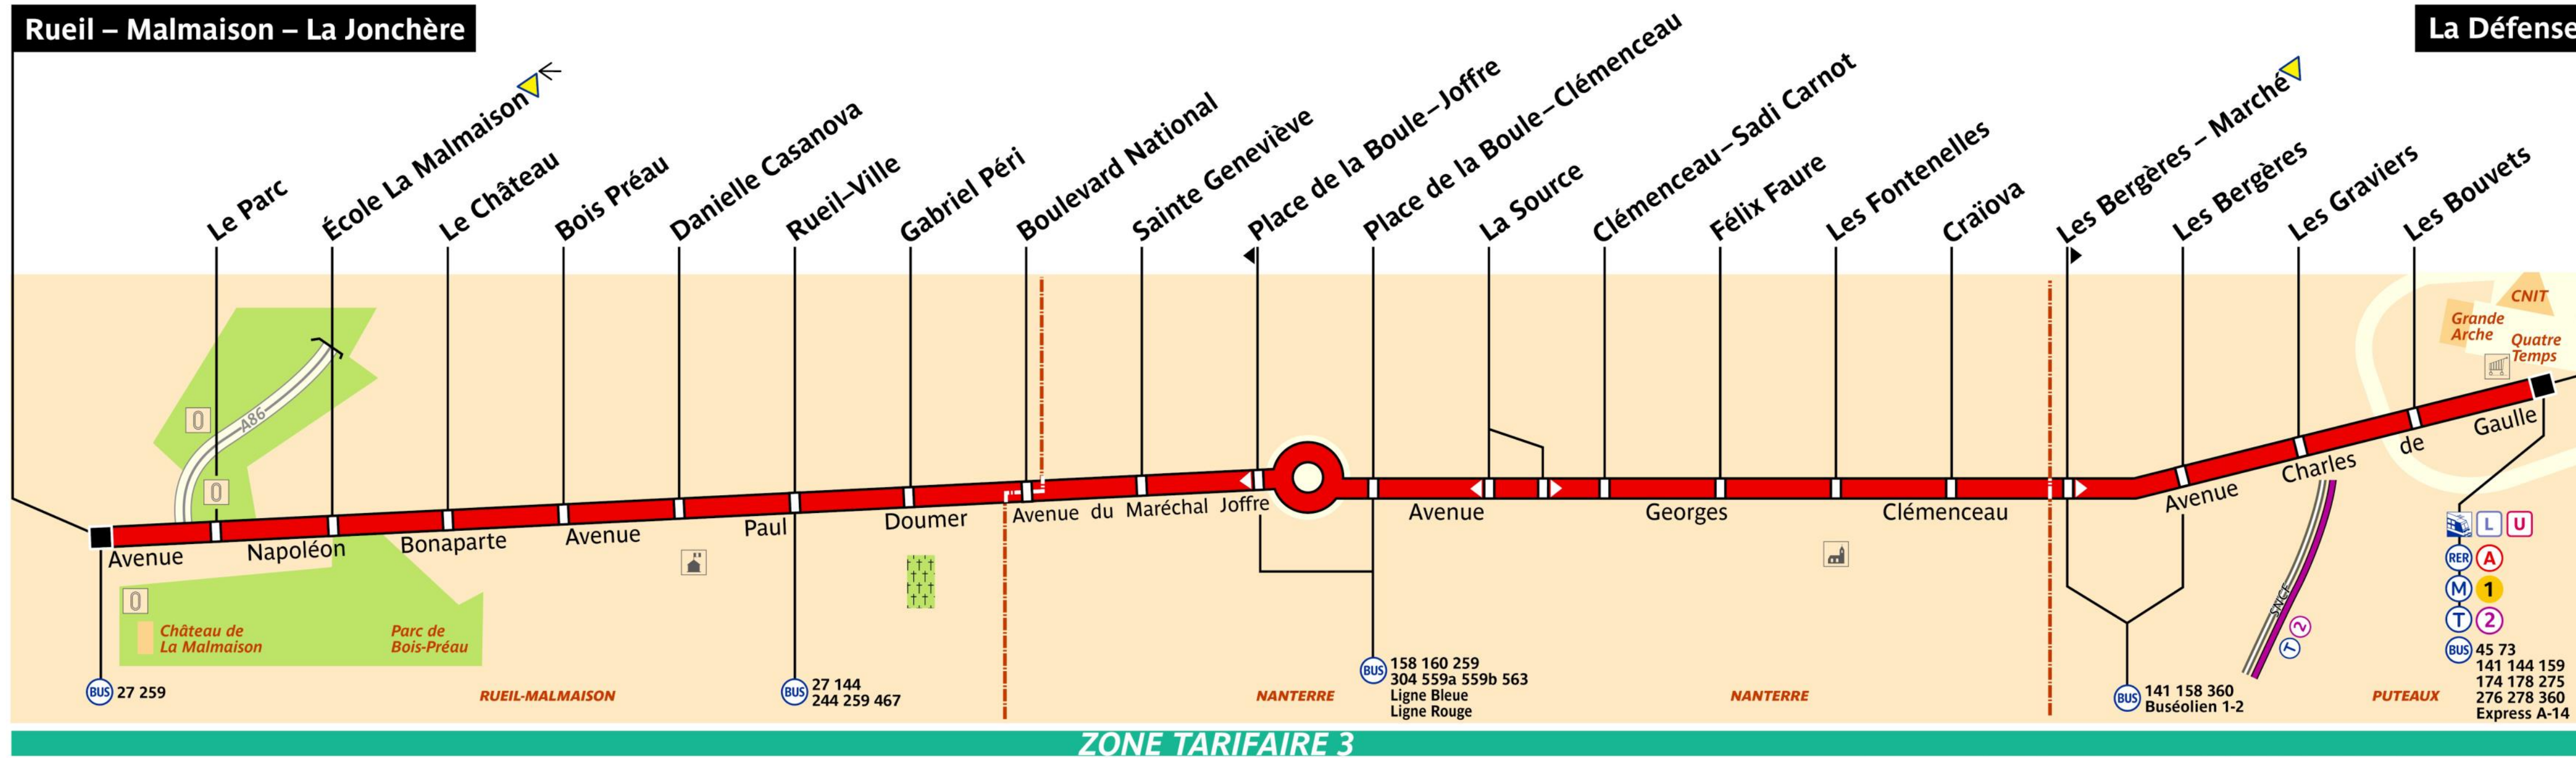 Rueil – Malmaison – La Jonchère
La Défense
Le Parc
École La Malmaison
Le Château
Bois Préau
Danielle Casanova
Rueil–Ville
Gabriel Péri
Boulevard National
Sainte Geneviève
Place de la Boule–Joffre
Place de la Boule–Clémenceau
La Source
Clémenceau–Sadi Carnot
Félix Faure
Les Fontenelles
Craïova
Les Bergères – Marché
Les Bergères
Les Graviers
Les Bouvets
CNIT
Grande
Arche
Quatre
Temps
A86
Avenue Napoléon Bonaparte
Avenue Paul Doumer
Avenue du Maréchal Joffre
Avenue Georges Clémenceau
Avenue Charles de Gaulle
Château de
La Malmaison
Parc de
Bois-Préau
SNCF
T 2
L U
RER A
M 1
T 2
BUS 45 73
141 144 159
174 178 275
276 278 360
Express A-14
BUS 27 259
BUS 27 144
244 259 467
BUS 158 160 259
304 559a 559b 563
Ligne Bleue
Ligne Rouge
BUS 141 158 360
Buséolien 1-2
RUEIL-MALMAISON
NANTERRE
NANTERRE
PUTEAUX
ZONE TARIFAIRE 3